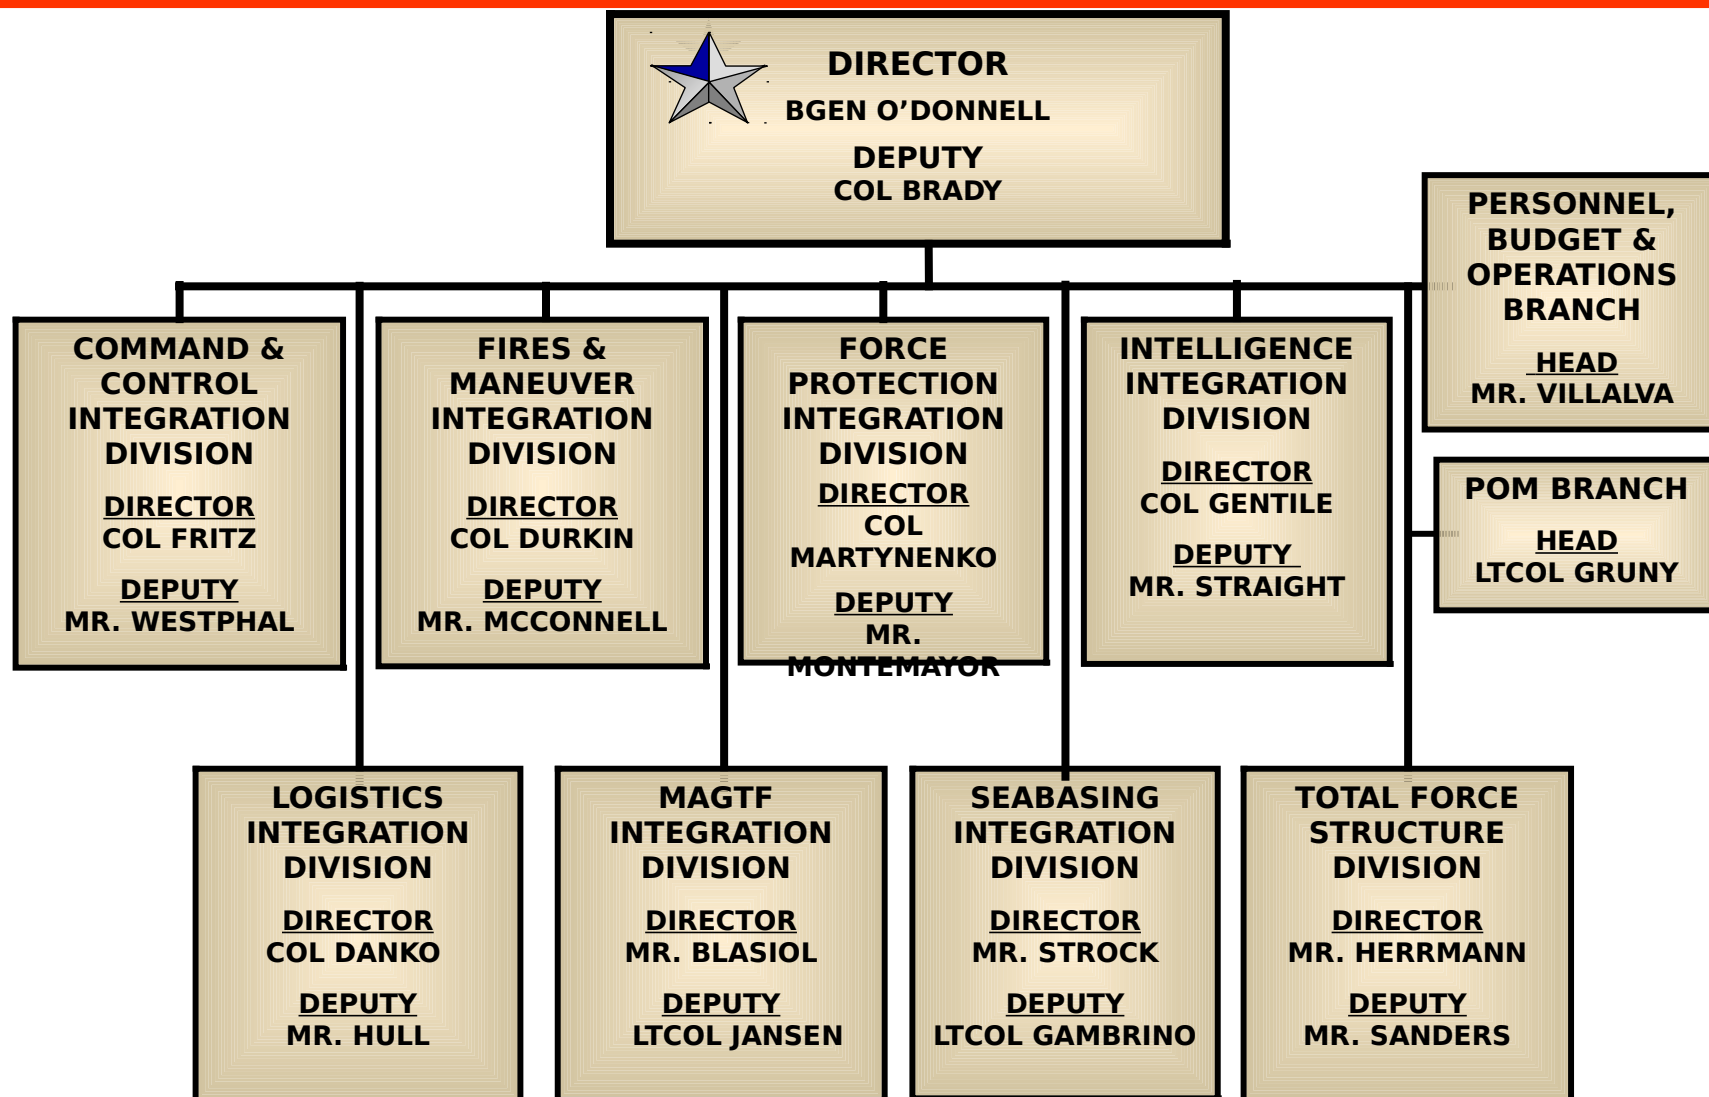 DIRECTOR
BGEN O’DONNELL
DEPUTY
COL BRADY
PERSONNEL,
BUDGET &
OPERATIONS
BRANCH
HEAD
MR. VILLALVA
COMMAND &
CONTROL
INTEGRATION
DIVISION
DIRECTOR
COL FRITZ
DEPUTY
MR. WESTPHAL
FIRES &
MANEUVER
INTEGRATION
DIVISION
DIRECTOR
COL DURKIN
DEPUTY
MR. MCCONNELL
FORCE
PROTECTION
INTEGRATION
DIVISION
DIRECTOR
COL
MARTYNENKO
DEPUTY
MR.
MONTEMAYOR
INTELLIGENCE
INTEGRATION
DIVISION
DIRECTOR
COL GENTILE
DEPUTY
MR. STRAIGHT
POM BRANCH
HEAD
LTCOL GRUNY
LOGISTICS
INTEGRATION
DIVISION
DIRECTOR
COL DANKO
DEPUTY
MR. HULL
MAGTF
INTEGRATION
DIVISION
DIRECTOR
MR. BLASIOL
DEPUTY
LTCOL JANSEN
SEABASING
INTEGRATION
DIVISION
DIRECTOR
MR. STROCK
DEPUTY
LTCOL GAMBRINO
TOTAL FORCE
STRUCTURE
DIVISION
DIRECTOR
MR. HERRMANN
DEPUTY
MR. SANDERS